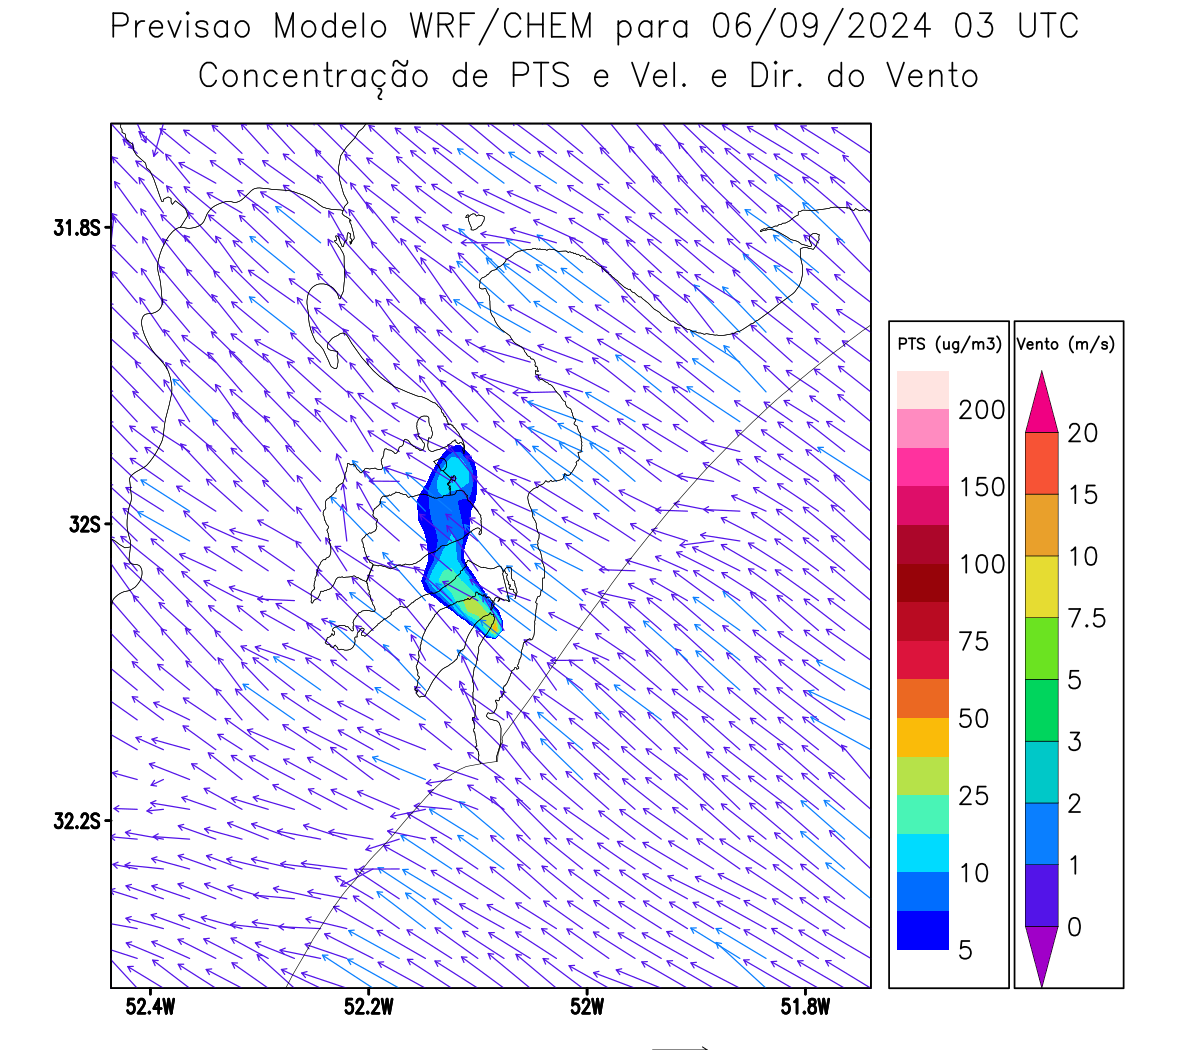 Previsao Modelo WRF/CHEM para 06/09/2024 03 UTC
Concentração de PTS e Vel. e Dir. do Vento
31.8S
32S
32.2S
52.4W 52.2W 52W 51.8W
PTS (ug/m3)
200
150
100
75
50
25
10
5
Vento (m/s)
20
15
10
7.5
5
3
2
1
0